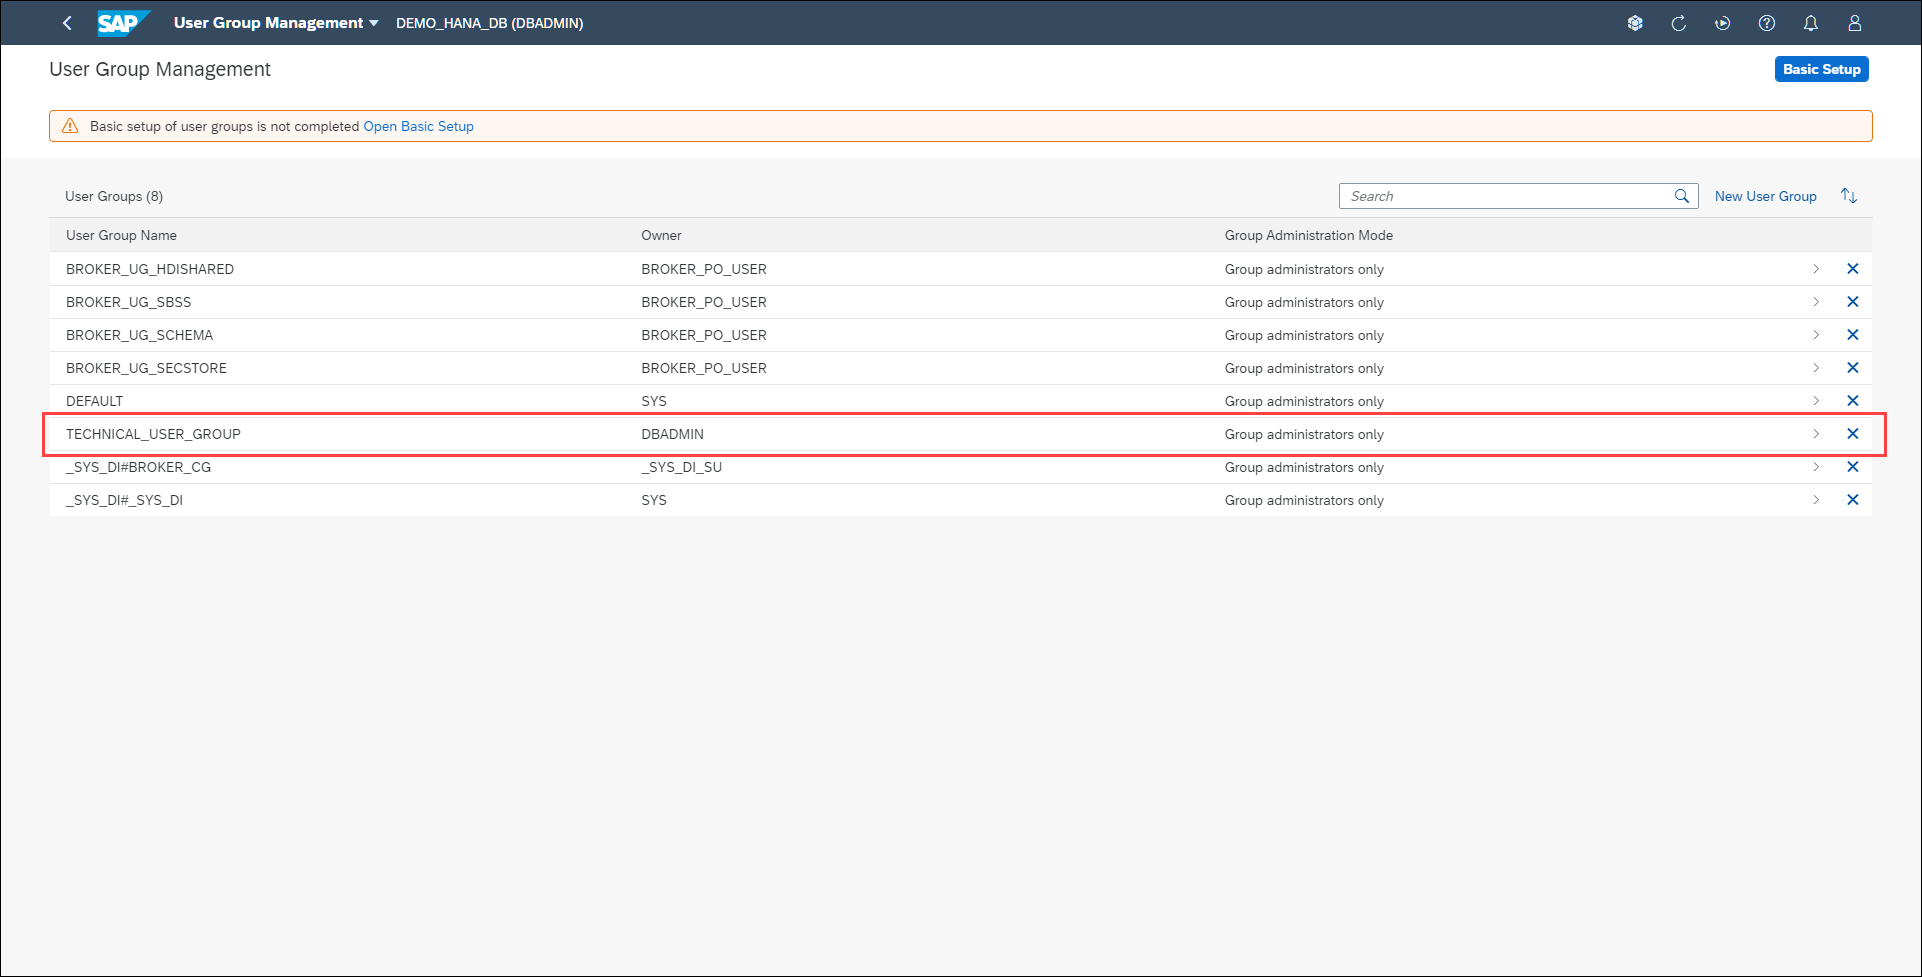 SAP User Group Management DEMO_HANA_DB (DBADMIN)
User Group Management
Basic Setup
Basic setup of user groups is not completed Open Basic Setup
User Groups (8) Search New User Group
User Group Name Owner Group Administration Mode
BROKER_UG_HDISHARED BROKER_PO_USER Group administrators only
BROKER_UG_SBSS BROKER_PO_USER Group administrators only
BROKER_UG_SCHEMA BROKER_PO_USER Group administrators only
BROKER_UG_SECSTORE BROKER_PO_USER Group administrators only
DEFAULT SYS Group administrators only
TECHNICAL_USER_GROUP DBADMIN Group administrators only
_SYS_DI#BROKER_CG _SYS_DI_SU Group administrators only
_SYS_DI#_SYS_DI SYS Group administrators only